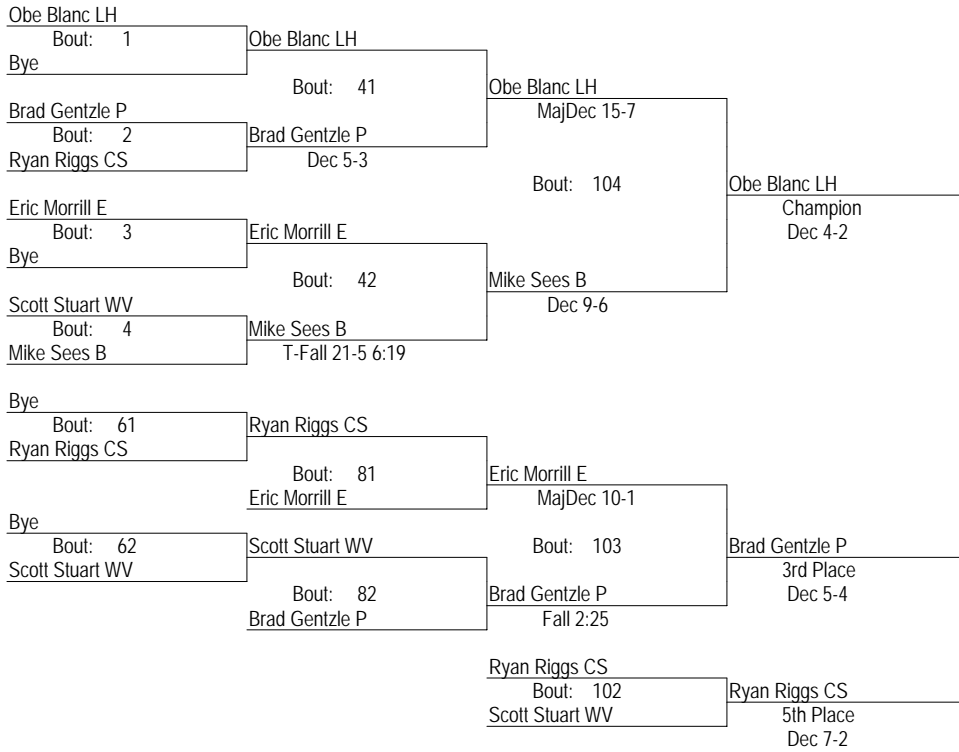 Obe Blanc LH
Bout: 1
Bye
Obe Blanc LH
Bout: 41
Brad Gentzle P
Bout: 2
Ryan Riggs CS
Brad Gentzle P
Dec 5-3
Obe Blanc LH
MajDec 15-7
Bout: 104
Eric Morrill E
Bout: 3
Bye
Eric Morrill E
Bout: 42
Scott Stuart WV
Bout: 4
Mike Sees B
Mike Sees B
T-Fall 21-5 6:19
Mike Sees B
Dec 9-6
Obe Blanc LH
Champion
Dec 4-2
Bye
Bout: 61
Ryan Riggs CS
Ryan Riggs CS
Bout: 81
Eric Morrill E
Eric Morrill E
MajDec 10-1
Bout: 103
Bye
Bout: 62
Scott Stuart WV
Scott Stuart WV
Bout: 82
Brad Gentzle P
Brad Gentzle P
Fall 2:25
Brad Gentzle P
3rd Place
Dec 5-4
Ryan Riggs CS
Bout: 102
Scott Stuart WV
Ryan Riggs CS
5th Place
Dec 7-2